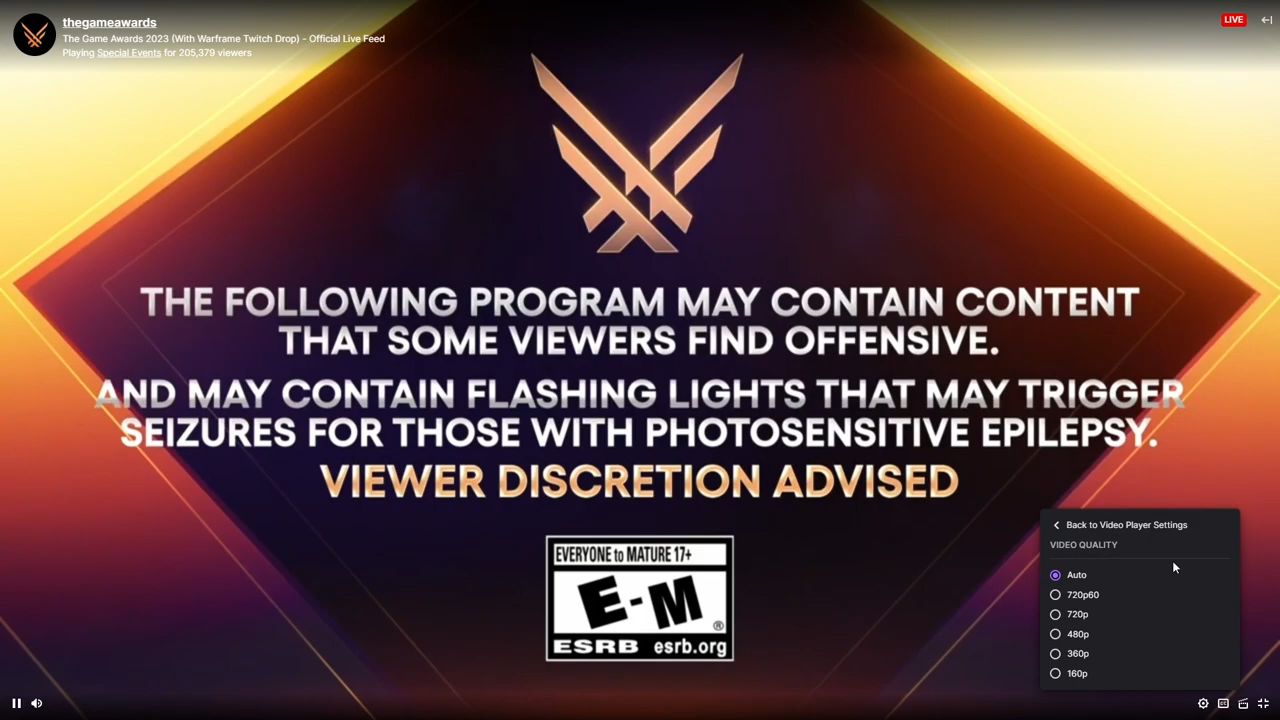 thegameawards
The Game Awards 2023 (With Warframe Twitch Drop) - Official Live Feed
Playing Special Events for 205,379 viewers
LIVE
THE FOLLOWING PROGRAM MAY CONTAIN CONTENT
THAT SOME VIEWERS FIND OFFENSIVE.
AND MAY CONTAIN FLASHING LIGHTS THAT MAY TRIGGER
SEIZURES FOR THOSE WITH PHOTOSENSITIVE EPILEPSY.
VIEWER DISCRETION ADVISED
EVERYONE to MATURE 17+
E-M®
ESRB esrb.org
Back to Video Player Settings
VIDEO QUALITY
Auto
720p60
720p
480p
360p
160p